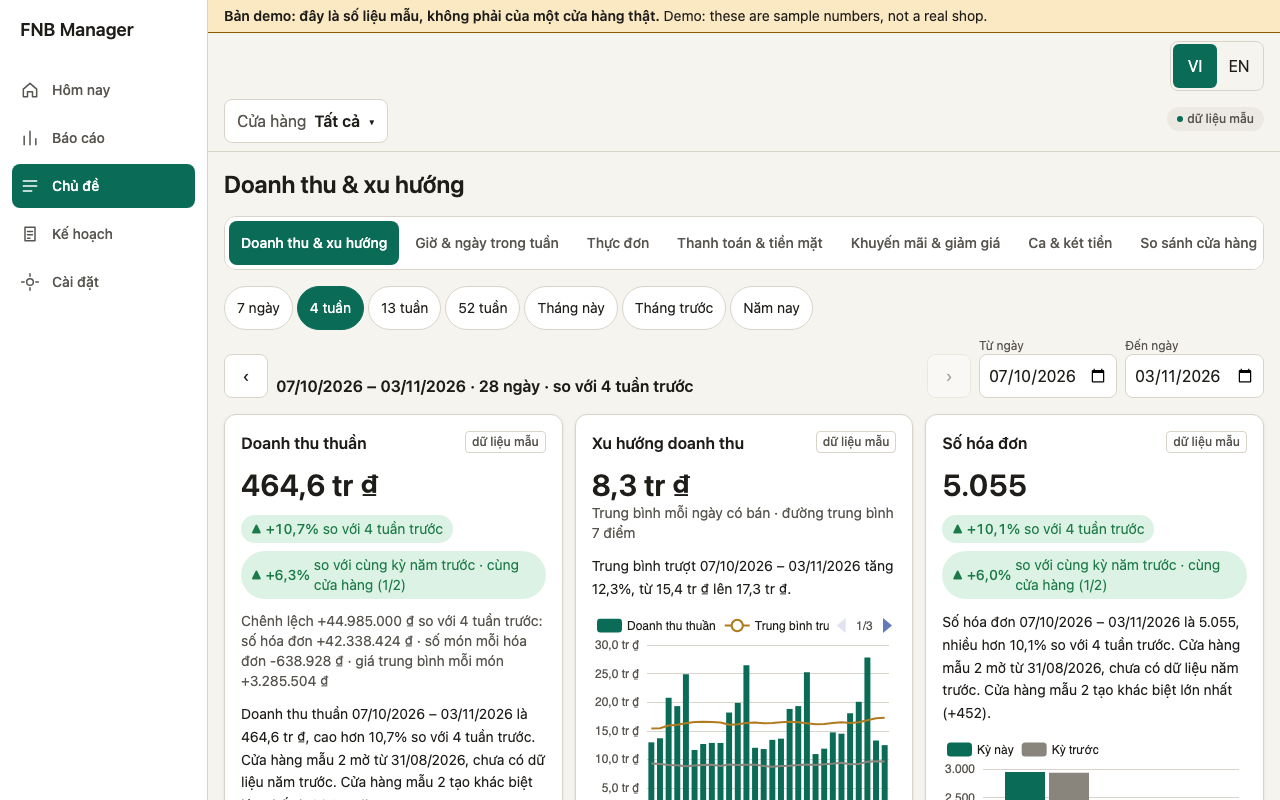 FNB Manager
Hôm nay
Báo cáo
Chủ đề
Kế hoạch
Cài đặt
Bản demo: đây là số liệu mẫu, không phải của một cửa hàng thật. Demo: these are sample numbers, not a real shop.
VI EN
Cửa hàng Tất cả ▾
dữ liệu mẫu
Doanh thu & xu hướng
Doanh thu & xu hướng Giờ & ngày trong tuần Thực đơn Thanh toán & tiền mặt Khuyến mãi & giảm giá Ca & két tiền So sánh cửa hàng
7 ngày 4 tuần 13 tuần 52 tuần Tháng này Tháng trước Năm nay
Từ ngày Đến ngày
‹ 07/10/2026 – 03/11/2026 · 28 ngày · so với 4 tuần trước › 07/10/2026 03/11/2026
Doanh thu thuần dữ liệu mẫu
464,6 tr ₫
▲ +10,7% so với 4 tuần trước
▲ +6,3% so với cùng kỳ năm trước · cùng
cửa hàng (1/2)
Chênh lệch +44.985.000 ₫ so với 4 tuần trước:
số hóa đơn +42.338.424 ₫ · số món mỗi hóa
đơn -638.928 ₫ · giá trung bình mỗi món
+3.285.504 ₫
Doanh thu thuần 07/10/2026 – 03/11/2026 là
464,6 tr ₫, cao hơn 10,7% so với 4 tuần trước.
Cửa hàng mẫu 2 mở từ 31/08/2026, chưa có dữ
liệu năm trước. Cửa hàng mẫu 2 tạo khác biệt
Xu hướng doanh thu dữ liệu mẫu
8,3 tr ₫
Trung bình mỗi ngày có bán · đường trung bình
7 điểm
Trung bình trượt 07/10/2026 – 03/11/2026 tăng
12,3%, từ 15,4 tr ₫ lên 17,3 tr ₫.
Doanh thu thuần Trung bình tru 1/3
30,0 tr ₫
25,0 tr ₫
20,0 tr ₫
15,0 tr ₫
10,0 tr ₫
5,0 tr ₫
Số hóa đơn dữ liệu mẫu
5.055
▲ +10,1% so với 4 tuần trước
▲ +6,0% so với cùng kỳ năm trước · cùng
cửa hàng (1/2)
Số hóa đơn 07/10/2026 – 03/11/2026 là 5.055,
nhiều hơn 10,1% so với 4 tuần trước. Cửa hàng
mẫu 2 mở từ 31/08/2026, chưa có dữ liệu năm
trước. Cửa hàng mẫu 2 tạo khác biệt lớn nhất
(+452).
Kỳ này Kỳ trước
3.000
2.500